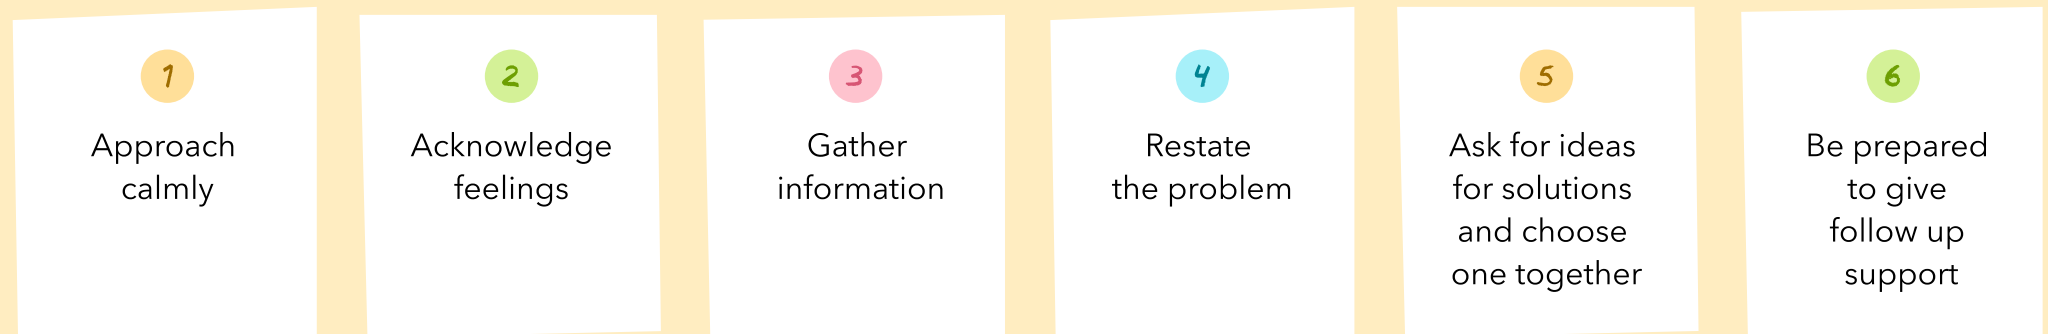 1
Approach
calmly
2
Acknowledge
feelings
3
Gather
information
4
Restate
the problem
5
Ask for ideas
for solutions
and choose
one together
6
Be prepared
to give
follow up
support